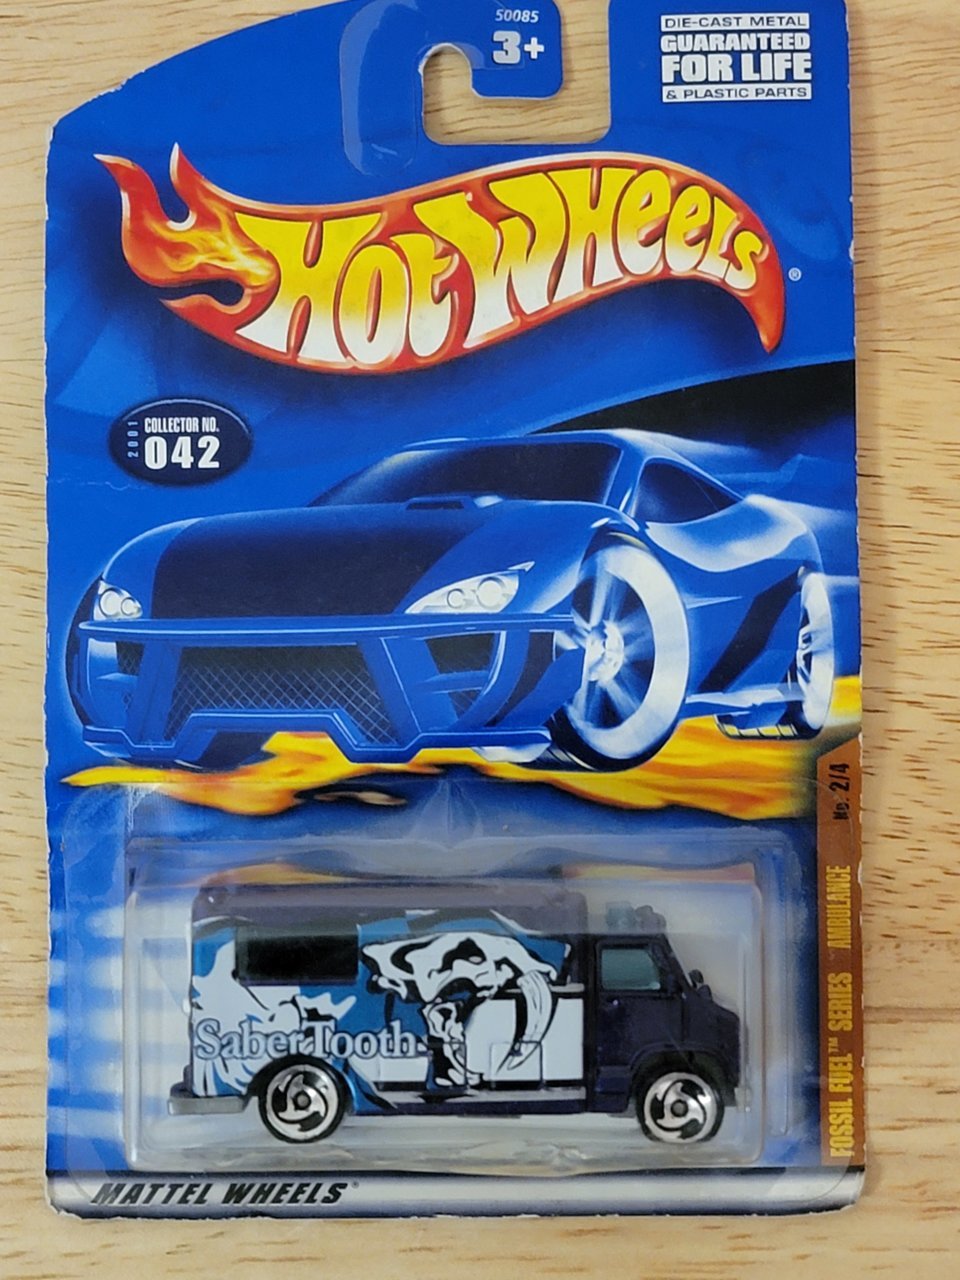 50085
3+
DIE-CAST METAL
GUARANTEED
FOR LIFE
& PLASTIC PARTS
HOT WHEELS®
2001
COLLECTOR NO.
042
No. 2/4
FOSSIL FUEL™ SERIES AMBULANCE
SaberTooth
MATTEL WHEELS®